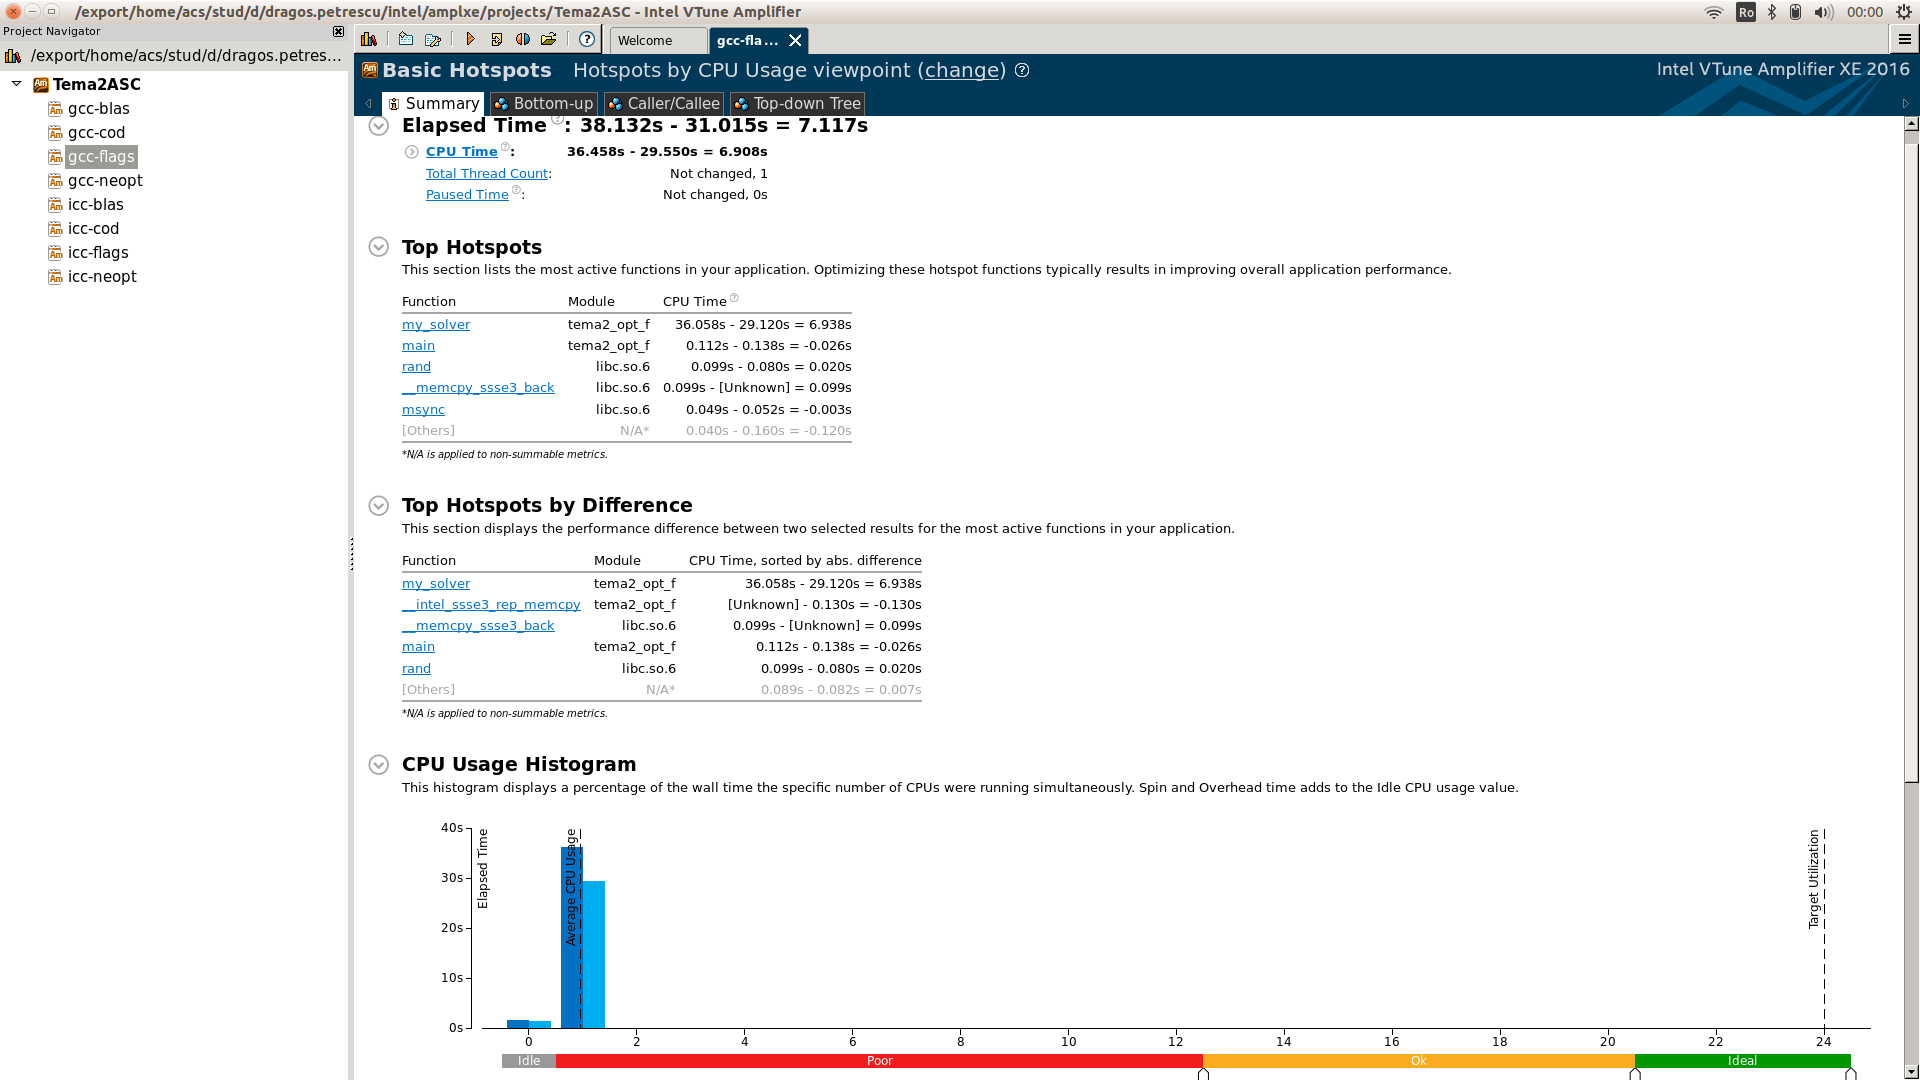 /export/home/acs/stud/d/dragos.petrescu/intel/amplxe/projects/Tema2ASC - Intel VTune Amplifier
Ro
00:00
Project Navigator
/export/home/acs/stud/d/dragos.petres...
Tema2ASC
gcc-blas
gcc-cod
gcc-flags
gcc-neopt
icc-blas
icc-cod
icc-flags
icc-neopt
Welcome
gcc-fla...
Basic Hotspots Hotspots by CPU Usage viewpoint (change)
Intel VTune Amplifier XE 2016
Summary Bottom-up Caller/Callee Top-down Tree
Elapsed Time : 38.132s - 31.015s = 7.117s
CPU Time : 36.458s - 29.550s = 6.908s
Total Thread Count: Not changed, 1
Paused Time : Not changed, 0s
Top Hotspots
This section lists the most active functions in your application. Optimizing these hotspot functions typically results in improving overall application performance.
Function Module CPU Time
my_solver tema2_opt_f 36.058s - 29.120s = 6.938s
main tema2_opt_f 0.112s - 0.138s = -0.026s
rand libc.so.6 0.099s - 0.080s = 0.020s
__memcpy_ssse3_back libc.so.6 0.099s - [Unknown] = 0.099s
msync libc.so.6 0.049s - 0.052s = -0.003s
[Others] N/A* 0.040s - 0.160s = -0.120s
*N/A is applied to non-summable metrics.
Top Hotspots by Difference
This section displays the performance difference between two selected results for the most active functions in your application.
Function Module CPU Time, sorted by abs. difference
my_solver tema2_opt_f 36.058s - 29.120s = 6.938s
__intel_ssse3_rep_memcpy tema2_opt_f [Unknown] - 0.130s = -0.130s
__memcpy_ssse3_back libc.so.6 0.099s - [Unknown] = 0.099s
main tema2_opt_f 0.112s - 0.138s = -0.026s
rand libc.so.6 0.099s - 0.080s = 0.020s
[Others] N/A* 0.089s - 0.082s = 0.007s
*N/A is applied to non-summable metrics.
CPU Usage Histogram
This histogram displays a percentage of the wall time the specific number of CPUs were running simultaneously. Spin and Overhead time adds to the Idle CPU usage value.
40s
30s
20s
10s
0s
Elapsed Time
Average CPU Usage
Target Utilization
0 2 4 6 8 10 12 14 16 18 20 22 24
Idle Poor Ok Ideal